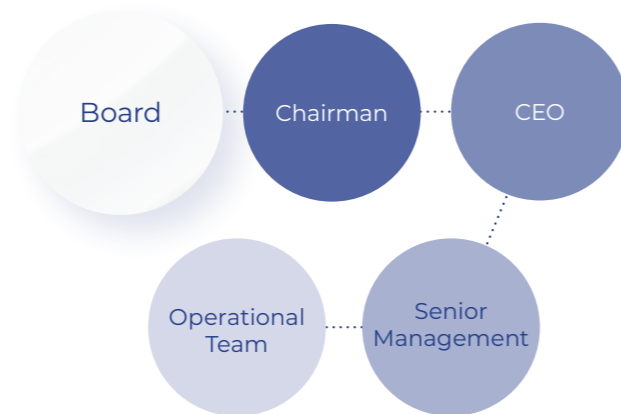 Board
Chairman
CEO
Operational
Team
Senior
Management